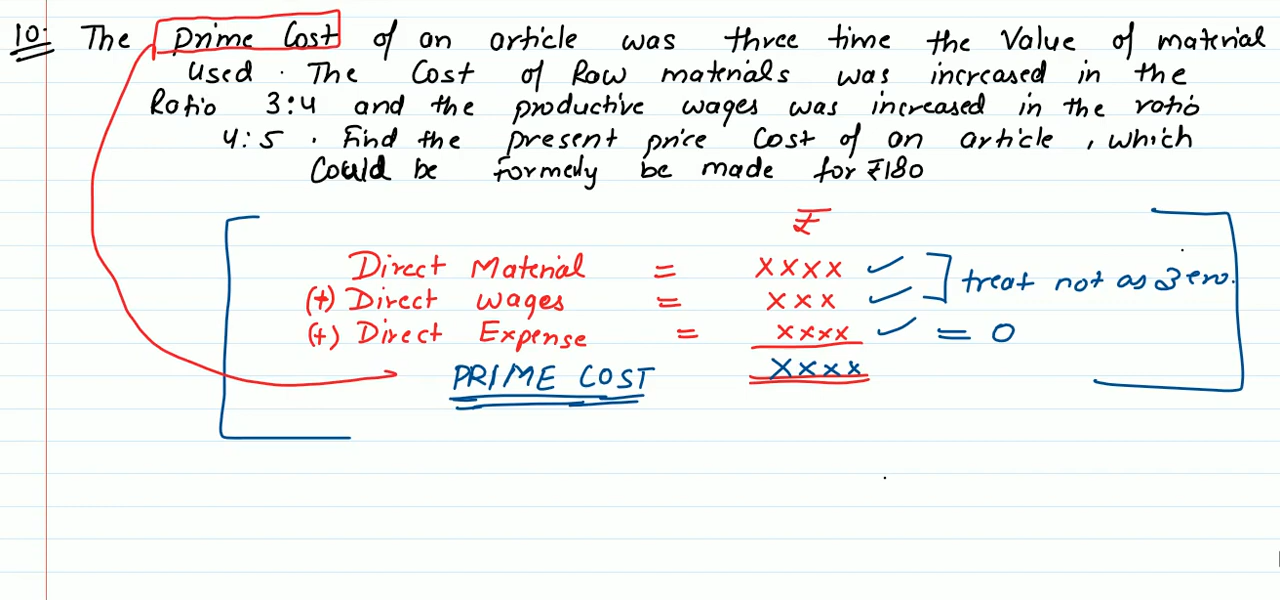 10. The Prime Cost of an article was three time the Value of material
used. The Cost of Raw materials was increased in the
Ratio 3:4 and the productive wages was increased in the ratio
4:5. Find the present price Cost of an article, which
Could be formerly be made for ₹180
₹
Direct Material = xxxx ✓
(+) Direct wages = xxx ✓ ] treat not as Zero.
(+) Direct Expense = xxxx ✓ = 0
PRIME COST xxxx